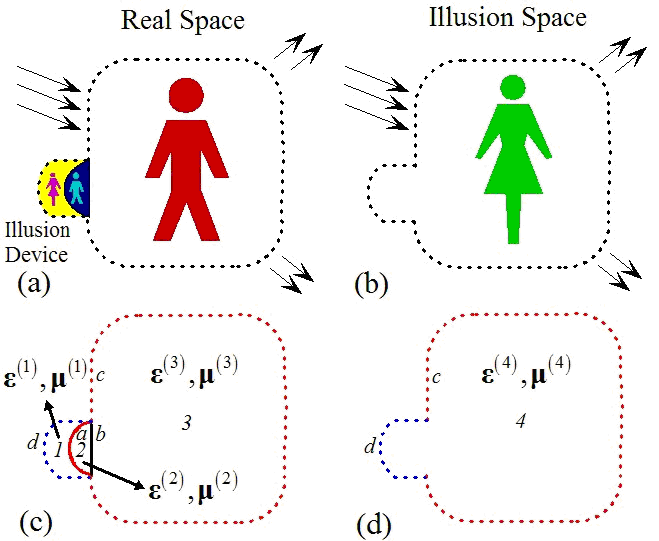 Real Space
Illusion Space
Illusion
Device
(a)
(b)
ε(1), μ(1)
c
ε(3), μ(3)
3
d
1
a
2
b
ε(2), μ(2)
(c)
c
ε(4), μ(4)
4
d
(d)